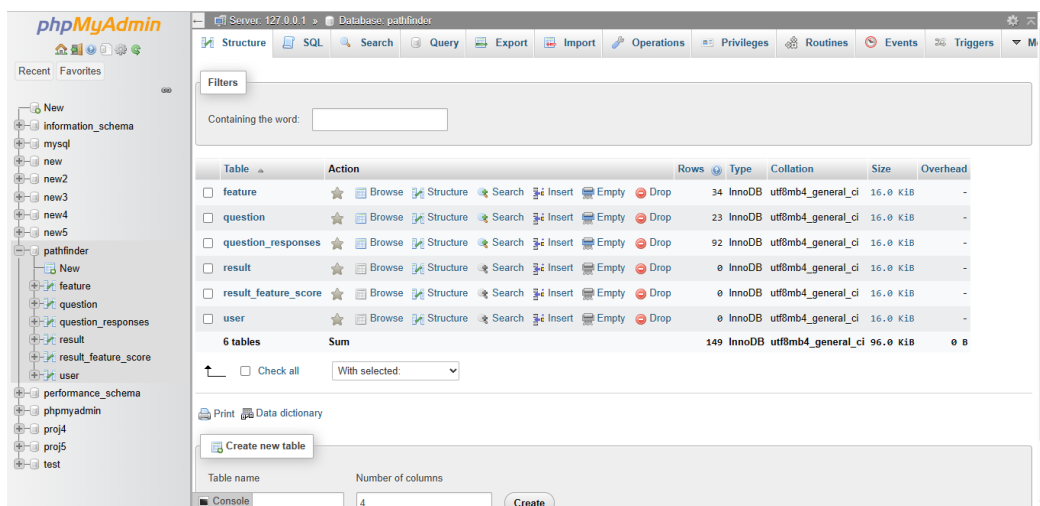 phpMyAdmin
Recent Favorites
New
information_schema
mysql
new
new2
new3
new4
new5
pathfinder
New
feature
question
question_responses
result
result_feature_score
user
performance_schema
phpmyadmin
proj4
proj5
test
Server: 127.0.0.1 » Database: pathfinder
Structure SQL Search Query Export Import Operations Privileges Routines Events Triggers M
Filters
Containing the word:
Table Action Rows Type Collation Size Overhead
feature Browse Structure Search Insert Empty Drop 34 InnoDB utf8mb4_general_ci 16.0 KiB -
question Browse Structure Search Insert Empty Drop 23 InnoDB utf8mb4_general_ci 16.0 KiB -
question_responses Browse Structure Search Insert Empty Drop 92 InnoDB utf8mb4_general_ci 16.0 KiB -
result Browse Structure Search Insert Empty Drop 0 InnoDB utf8mb4_general_ci 16.0 KiB -
result_feature_score Browse Structure Search Insert Empty Drop 0 InnoDB utf8mb4_general_ci 16.0 KiB -
user Browse Structure Search Insert Empty Drop 0 InnoDB utf8mb4_general_ci 16.0 KiB -
6 tables Sum 149 InnoDB utf8mb4_general_ci 96.0 KiB 0 B
Check all With selected:
Print Data dictionary
Create new table
Table name Number of columns
Console 4 Create